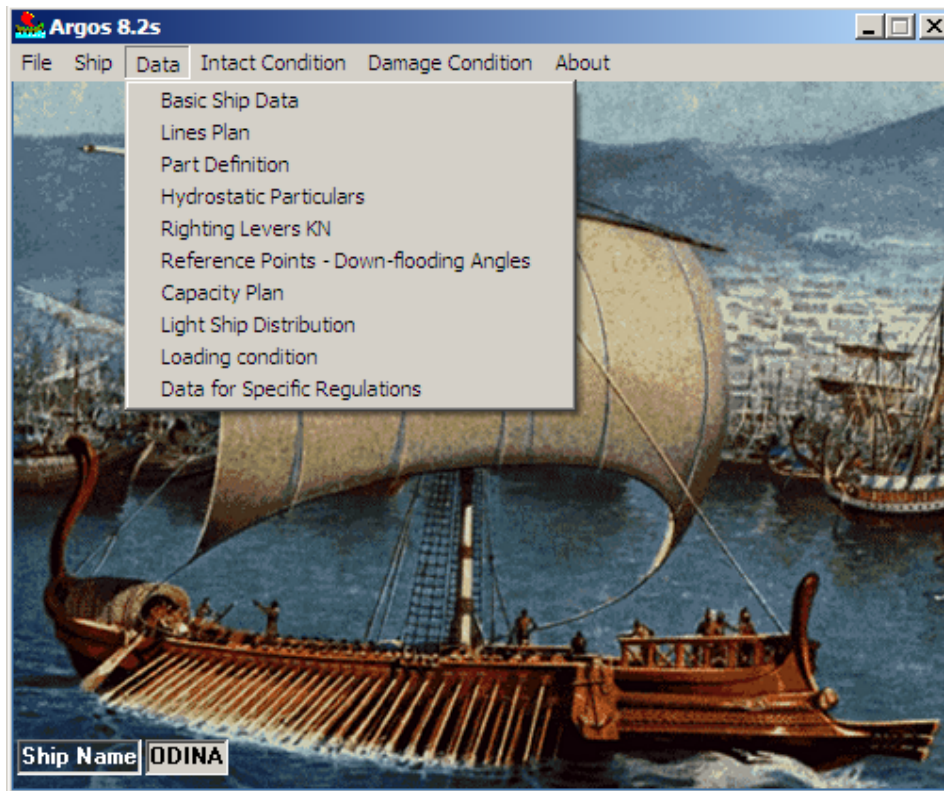 Argos 8.2s
File Ship Data Intact Condition Damage Condition About
Basic Ship Data
Lines Plan
Part Definition
Hydrostatic Particulars
Righting Levers KN
Reference Points - Down-flooding Angles
Capacity Plan
Light Ship Distribution
Loading condition
Data for Specific Regulations
Ship Name ODINA